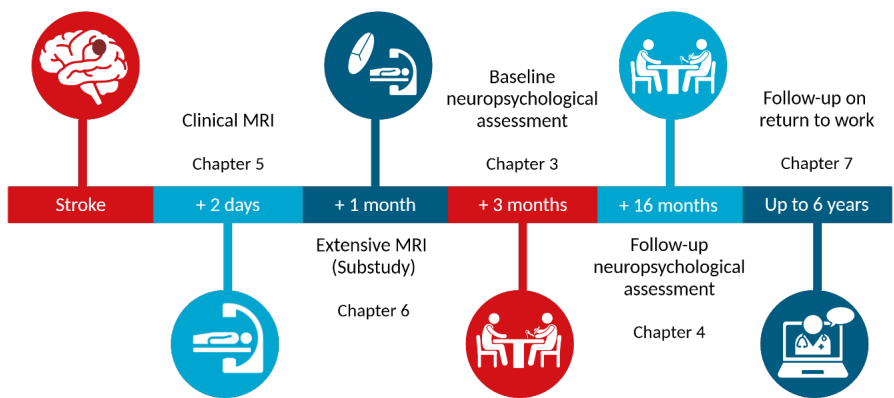 Clinical MRI
Chapter 5
Baseline
neuropsychological
assessment
Chapter 3
Follow-up on
return to work
Chapter 7
Stroke
+ 2 days
+ 1 month
+ 3 months
+ 16 months
Up to 6 years
Extensive MRI
(Substudy)
Chapter 6
Follow-up
neuropsychological
assessment
Chapter 4